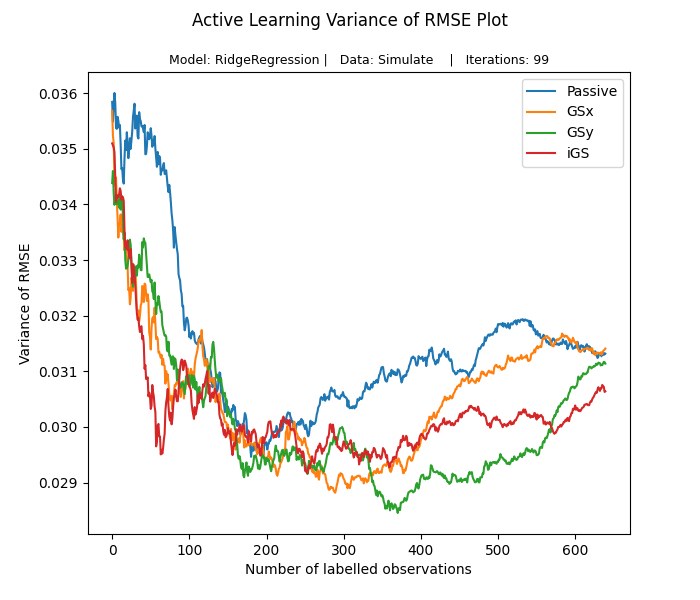 Active Learning Variance of RMSE Plot
Model: RidgeRegression | Data: Simulate | Iterations: 99
Passive
GSx
GSy
iGS
Variance of RMSE
0.036
0.035
0.034
0.033
0.032
0.031
0.030
0.029
0 100 200 300 400 500 600
Number of labelled observations